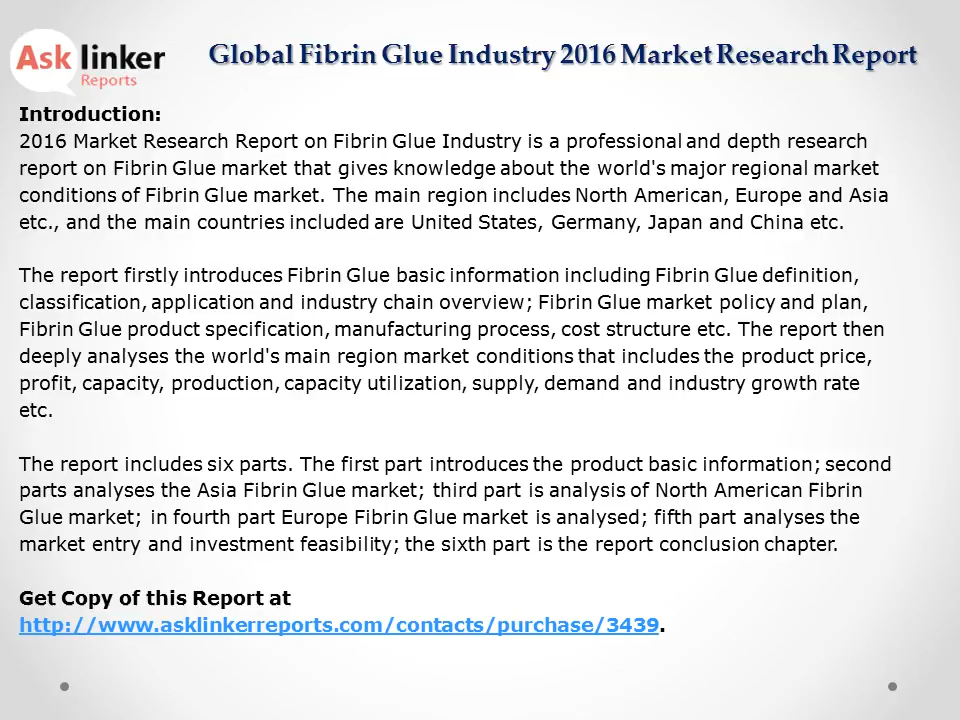 Ask linker
Reports
Global Fibrin Glue Industry 2016 Market Research Report
Introduction:
2016 Market Research Report on Fibrin Glue Industry is a professional and depth research
report on Fibrin Glue market that gives knowledge about the world's major regional market
conditions of Fibrin Glue market. The main region includes North American, Europe and Asia
etc., and the main countries included are United States, Germany, Japan and China etc.
The report firstly introduces Fibrin Glue basic information including Fibrin Glue definition,
classification, application and industry chain overview; Fibrin Glue market policy and plan,
Fibrin Glue product specification, manufacturing process, cost structure etc. The report then
deeply analyses the world's main region market conditions that includes the product price,
profit, capacity, production, capacity utilization, supply, demand and industry growth rate
etc.
The report includes six parts. The first part introduces the product basic information; second
parts analyses the Asia Fibrin Glue market; third part is analysis of North American Fibrin
Glue market; in fourth part Europe Fibrin Glue market is analysed; fifth part analyses the
market entry and investment feasibility; the sixth part is the report conclusion chapter.
Get Copy of this Report at
http://www.asklinkerreports.com/contacts/purchase/3439.